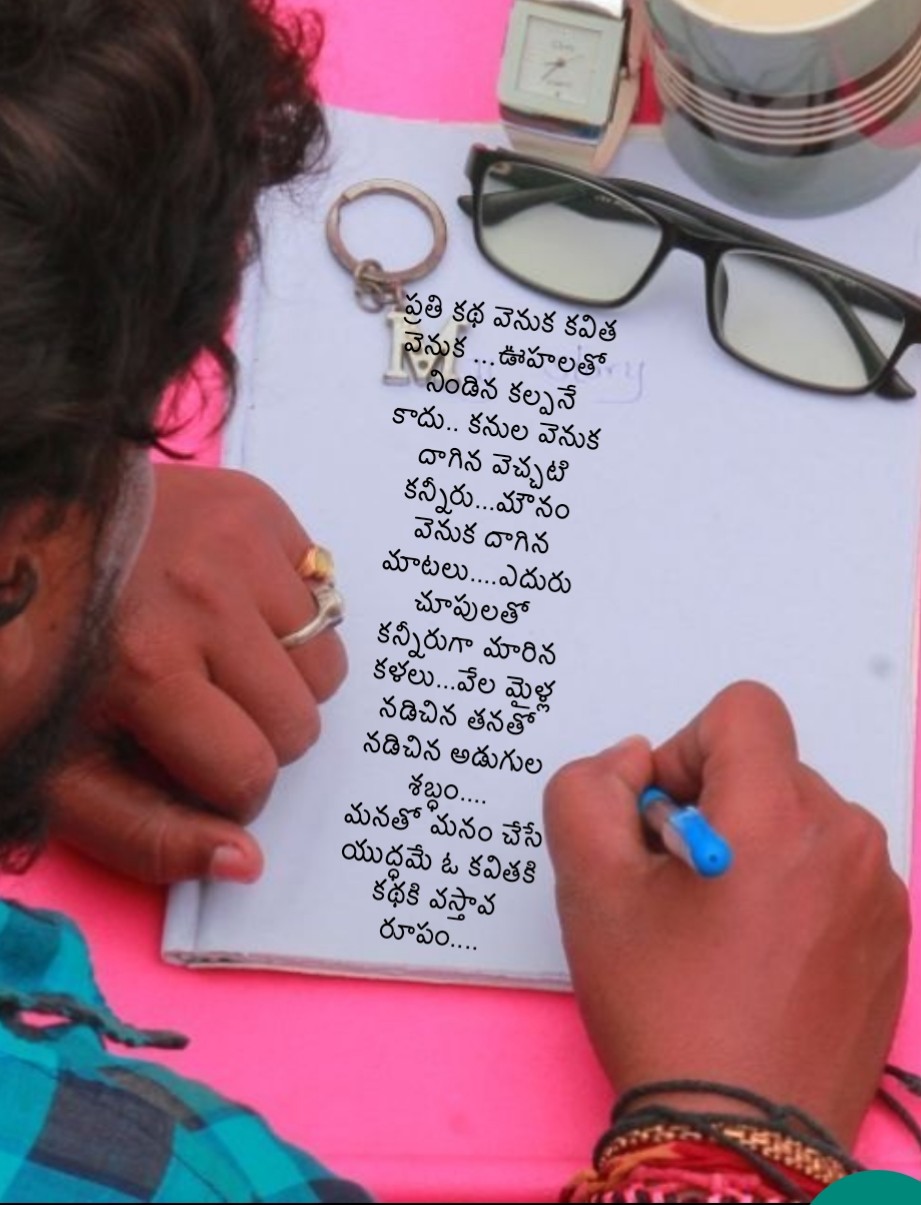 ప్రతి కథ వెనుక కవిత
వెనుక ...ఊహలతో
నిండిన కల్పనే
కాదు.. కనుల వెనుక
దాగిన వెచ్చటి
కన్నీరు...మౌనం
వెనుక దాగిన
మాటలు....ఎదురు
చూపులతో
కన్నీరుగా మారిన
కళలు...వేల మైళ్ల
నడిచిన తనతో
నడిచిన అడుగుల
శబ్ధం....
మనతో మనం చేసే
యుద్ధమే ఓ కవితకి
కథకి వస్తావ
రూపం....